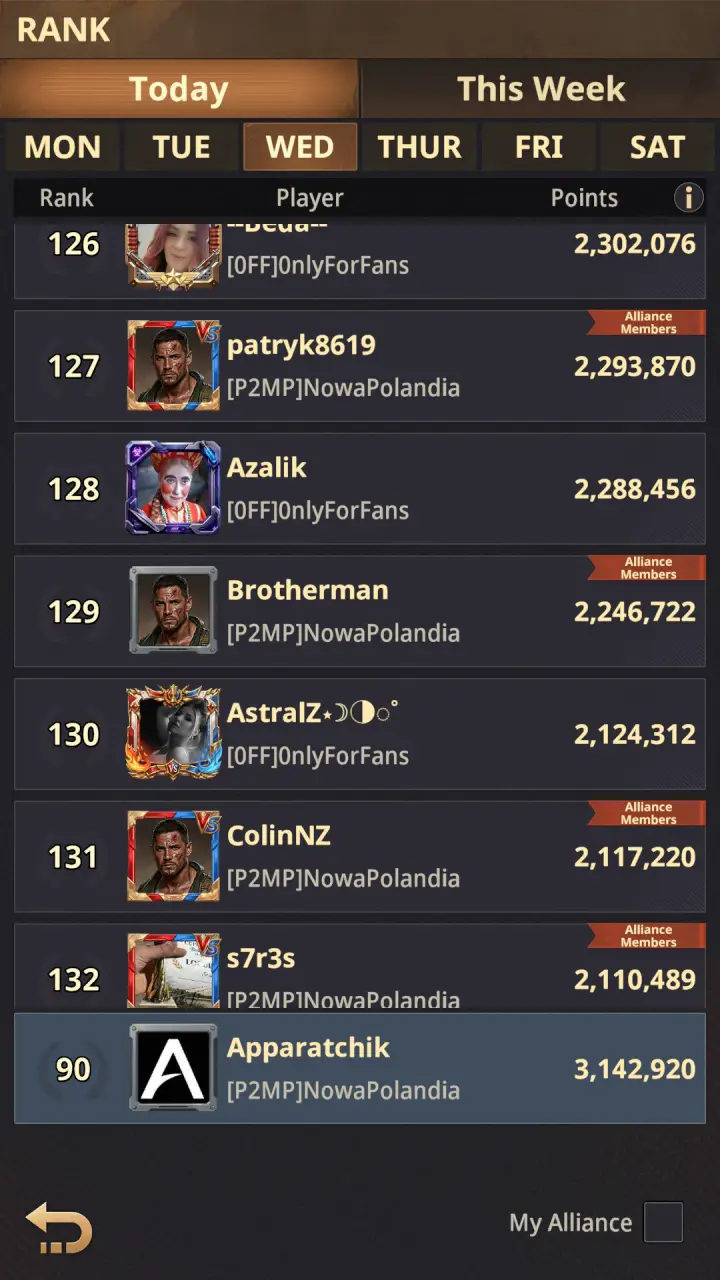 RANK
Today
This Week
MON TUE WED THUR FRI SAT
Rank Player Points i
126 --Beda-- 2,302,076
[0FF]0nlyForFans
Alliance Members
127 patryk8619 2,293,870
[P2MP]NowaPolandia
128 Azalik 2,288,456
[0FF]0nlyForFans
Alliance Members
129 Brotherman 2,246,722
[P2MP]NowaPolandia
130 AstralZ⋆☽◑○° 2,124,312
[0FF]0nlyForFans
Alliance Members
131 ColinNZ 2,117,220
[P2MP]NowaPolandia
Alliance Members
132 s7r3s 2,110,489
[P2MP]NowaPolandia
90 Apparatchik 3,142,920
[P2MP]NowaPolandia
My Alliance